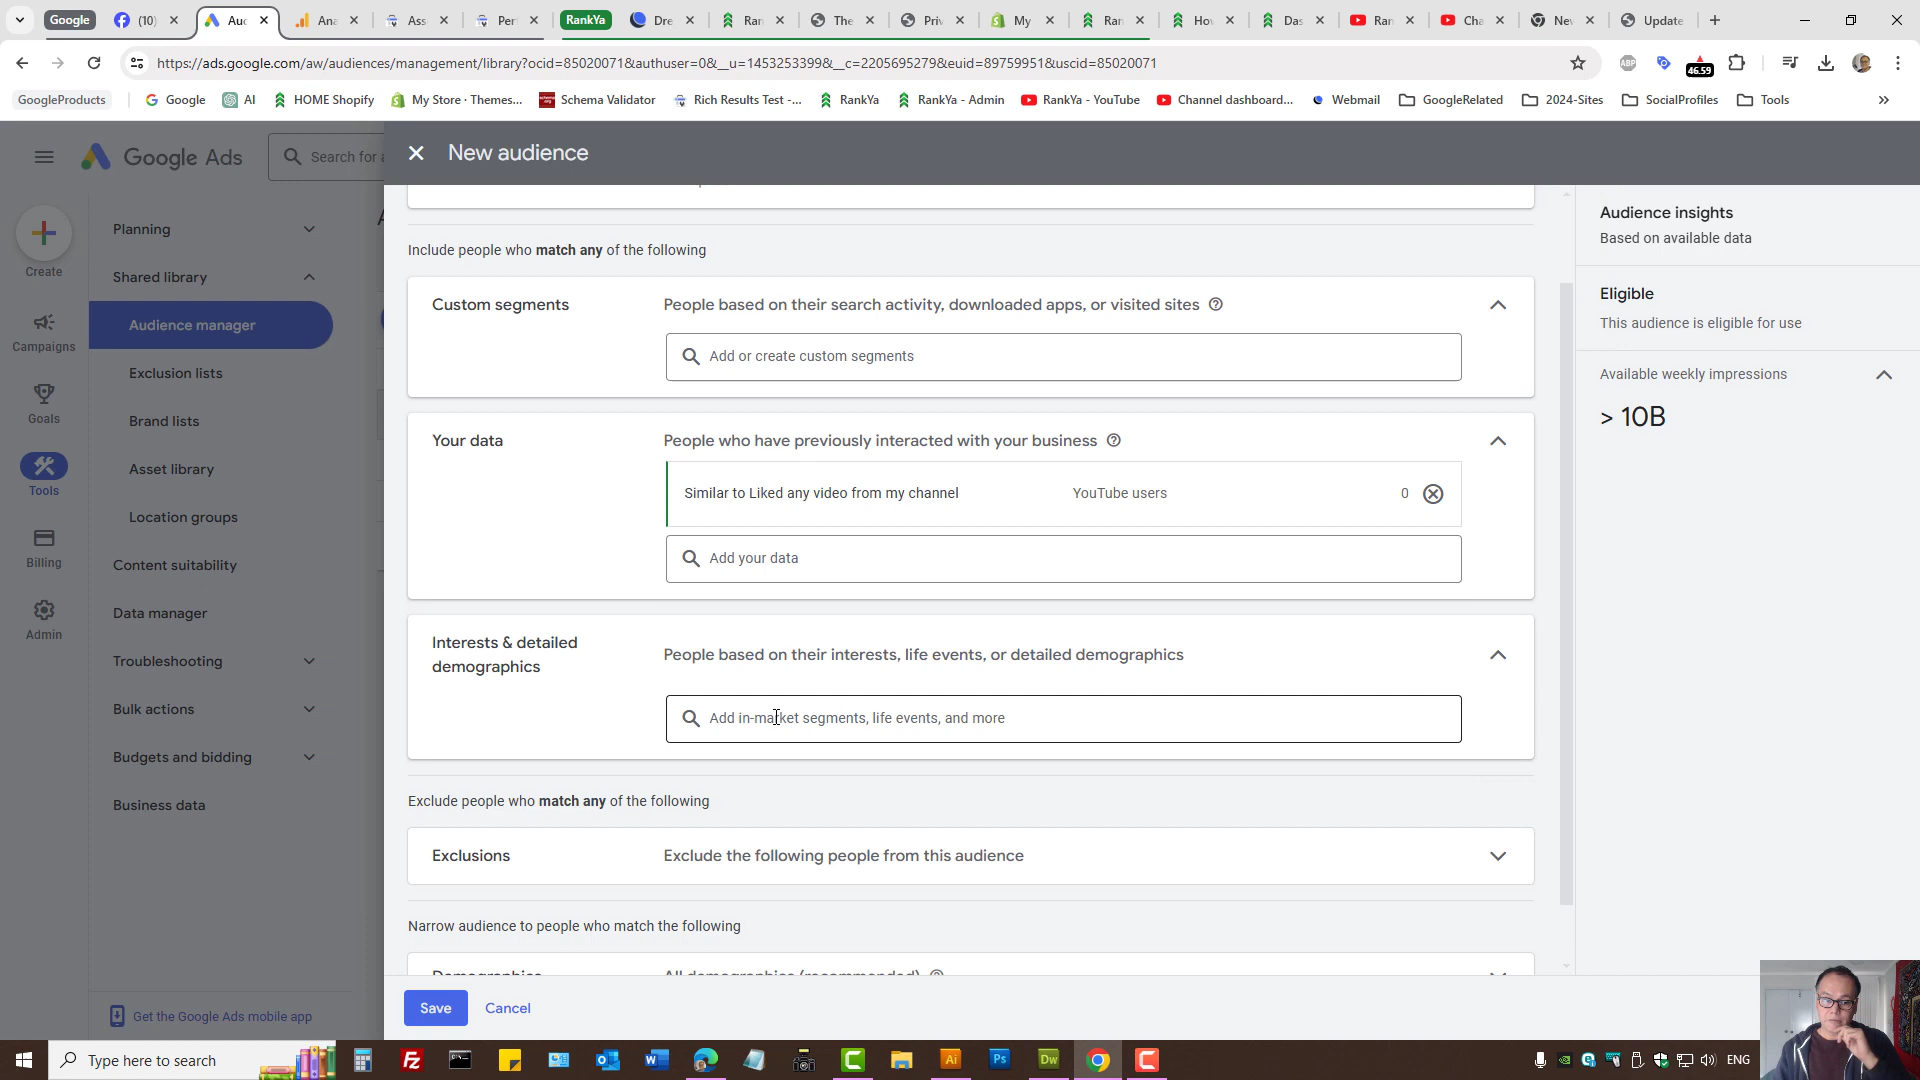 Google
(10)
Auc
Ana
Ass
Per
RankYa
Dre
Ran
The
Priv
My
Ran
Hov
Das
Ran
Cha
Nev
Update
https://ads.google.com/aw/audiences/management/library?ocid=85020071&authuser=0&__u=1453253399&__c=2205695279&euid=89759951&uscid=85020071
46.59
GoogleProducts
Google
AI
HOME Shopify
My Store · Themes...
Schema Validator
Rich Results Test -...
RankYa
RankYa - Admin
RankYa - YouTube
Channel dashboard...
Webmail
GoogleRelated
2024-Sites
SocialProfiles
Tools
Google Ads
Search for a
New audience
Create
Campaigns
Goals
Tools
Billing
Admin
Planning
Shared library
Audience manager
Exclusion lists
Brand lists
Asset library
Location groups
Content suitability
Data manager
Troubleshooting
Bulk actions
Budgets and bidding
Business data
Get the Google Ads mobile app
Include people who match any of the following
Custom segments
People based on their search activity, downloaded apps, or visited sites
Add or create custom segments
Your data
People who have previously interacted with your business
Similar to Liked any video from my channel
YouTube users
0
Add your data
Interests & detailed
demographics
People based on their interests, life events, or detailed demographics
Add in-market segments, life events, and more
Exclude people who match any of the following
Exclusions
Exclude the following people from this audience
Narrow audience to people who match the following
Demographics
All demographics (recommended)
Save
Cancel
Audience insights
Based on available data
Eligible
This audience is eligible for use
Available weekly impressions
> 10B
Type here to search
ENG